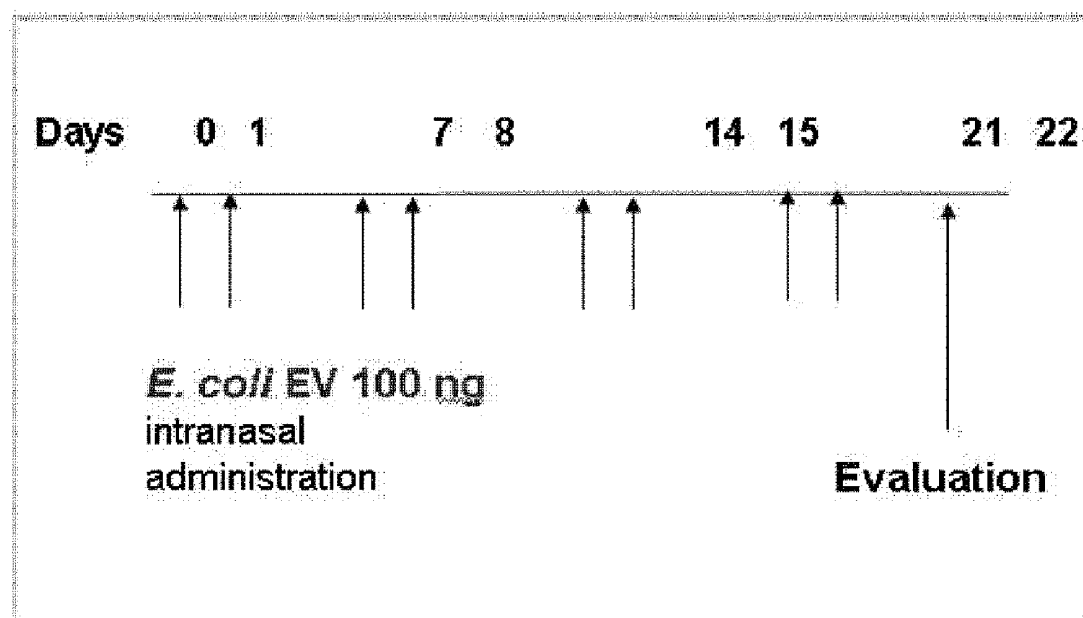 Days 0 1 7 8 14 15 21 22
E. coli EV 100 ng
intranasal
administration
Evaluation